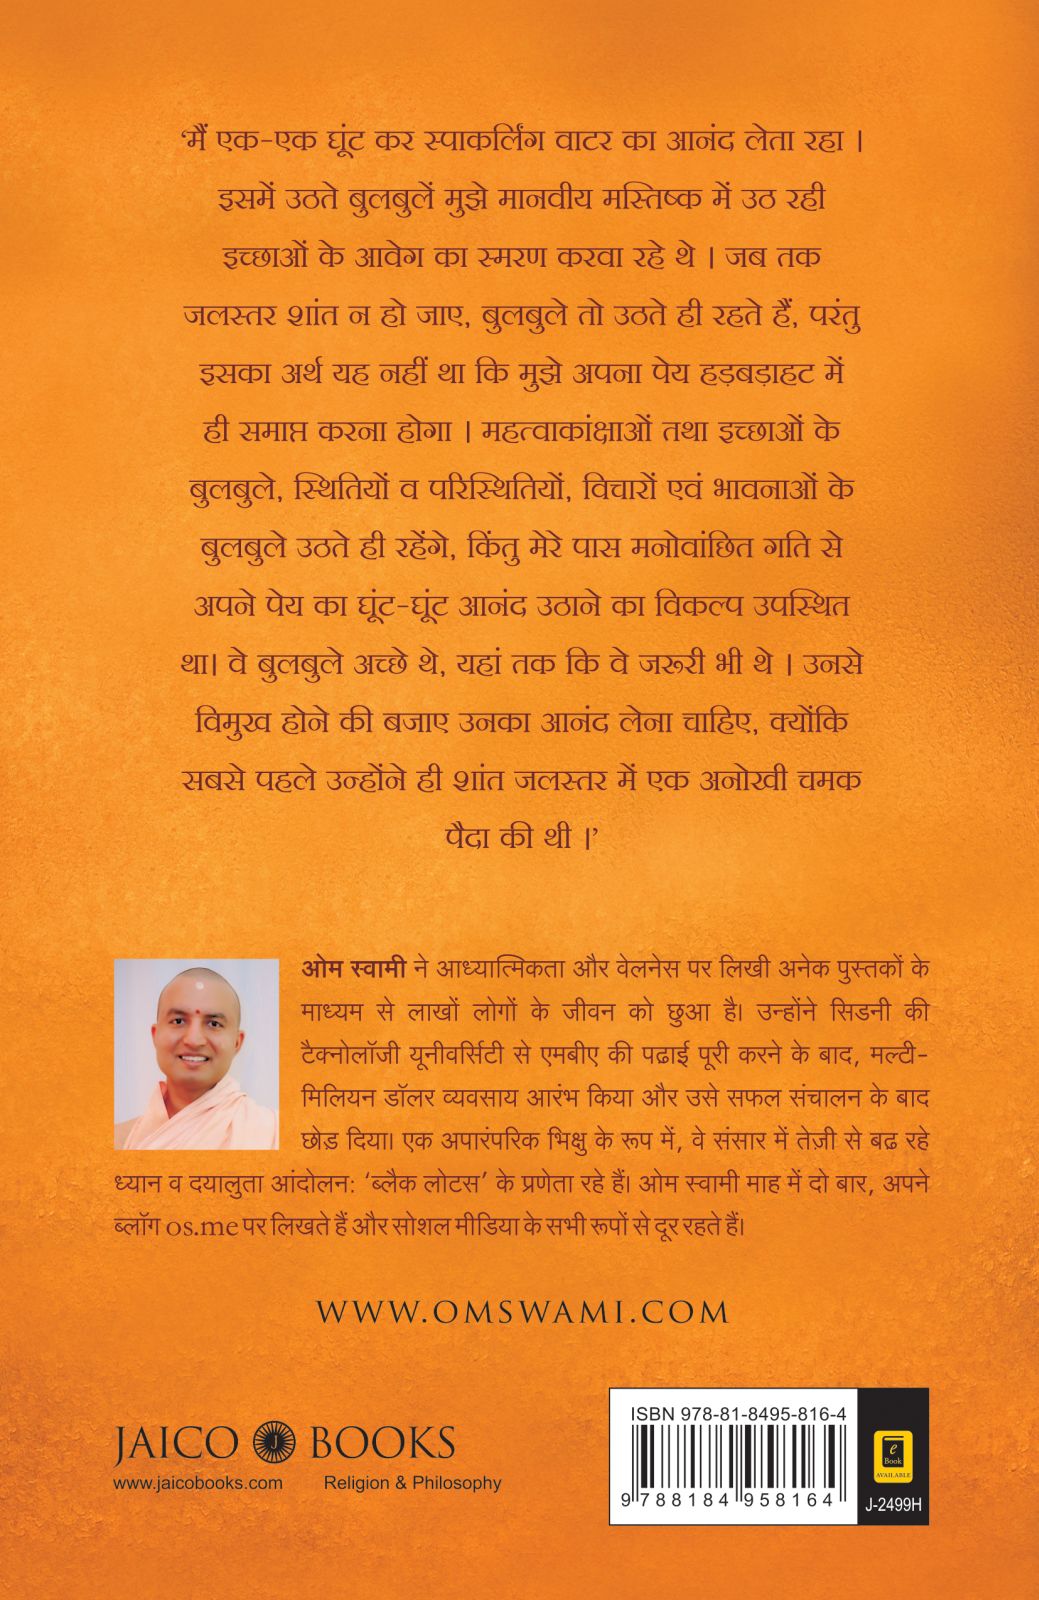 ‘मैं एक-एक घूंट कर स्पाकर्लिंग वाटर का आनंद लेता रहा ।
इसमें उठते बुलबुलें मुझे मानवीय मस्तिष्क में उठ रही
इच्छाओं के आवेग का स्मरण करवा रहे थे । जब तक
जलस्तर शांत न हो जाए, बुलबुले तो उठते ही रहते हैं, परंतु
इसका अर्थ यह नहीं था कि मुझे अपना पेय हड़बड़ाहट में
ही समाप्त करना होगा । महत्वाकांक्षाओं तथा इच्छाओं के
बुलबुले, स्थितियों व परिस्थितियों, विचारों एवं भावनाओं के
बुलबुले उठते ही रहेंगे, किंतु मेरे पास मनोवांछित गति से
अपने पेय का घूंट-घूंट आनंद उठाने का विकल्प उपस्थित
था। वे बुलबुले अच्छे थे, यहां तक कि वे जरूरी भी थे । उनसे
विमुख होने की बजाए उनका आनंद लेना चाहिए, क्योंकि
सबसे पहले उन्होंने ही शांत जलस्तर में एक अनोखी चमक
पैदा की थी ।’
ओम स्वामी ने आध्यात्मिकता और वेलनेस पर लिखी अनेक पुस्तकों के
माध्यम से लाखों लोगों के जीवन को छुआ है। उन्होंने सिडनी की
टैक्नोलॉजी यूनीवर्सिटी से एमबीए की पढाई पूरी करने के बाद, मल्टी-
मिलियन डॉलर व्यवसाय आरंभ किया और उसे सफल संचालन के बाद
छोड़ दिया। एक अपारंपरिक भिक्षु के रूप में, वे संसार में तेज़ी से बढ रहे
ध्यान व दयालुता आंदोलन: ‘ब्लैक लोटस’ के प्रणेता रहे हैं। ओम स्वामी माह में दो बार, अपने
ब्लॉग os.me पर लिखते हैं और सोशल मीडिया के सभी रूपों से दूर रहते हैं।
WWW.OMSWAMI.COM
JAICO J BOOKS
www.jaicobooks.com Religion & Philosophy
ISBN 978-81-8495-816-4
9 788184 958164
e
Book
AVAILABLE
J-2499H